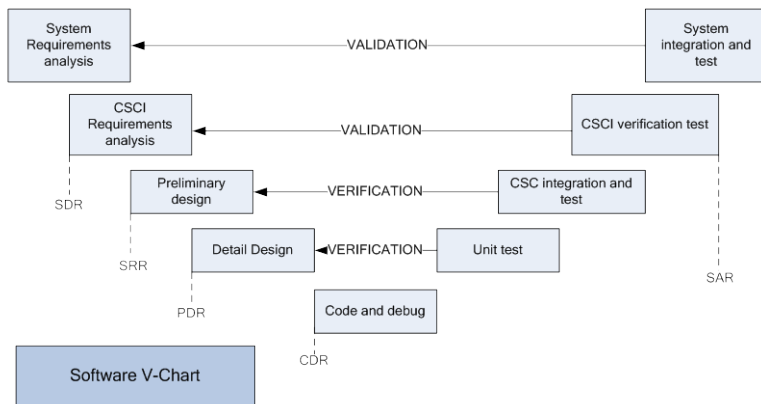 System
Requirements
analysis
VALIDATION
System
integration and
test
CSCI
Requirements
analysis
VALIDATION
CSCI verification test
Preliminary
design
VERIFICATION
CSC integration and
test
SDR
Detail Design
VERIFICATION
Unit test
SRR
SAR
PDR
Code and debug
CDR
Software V-Chart